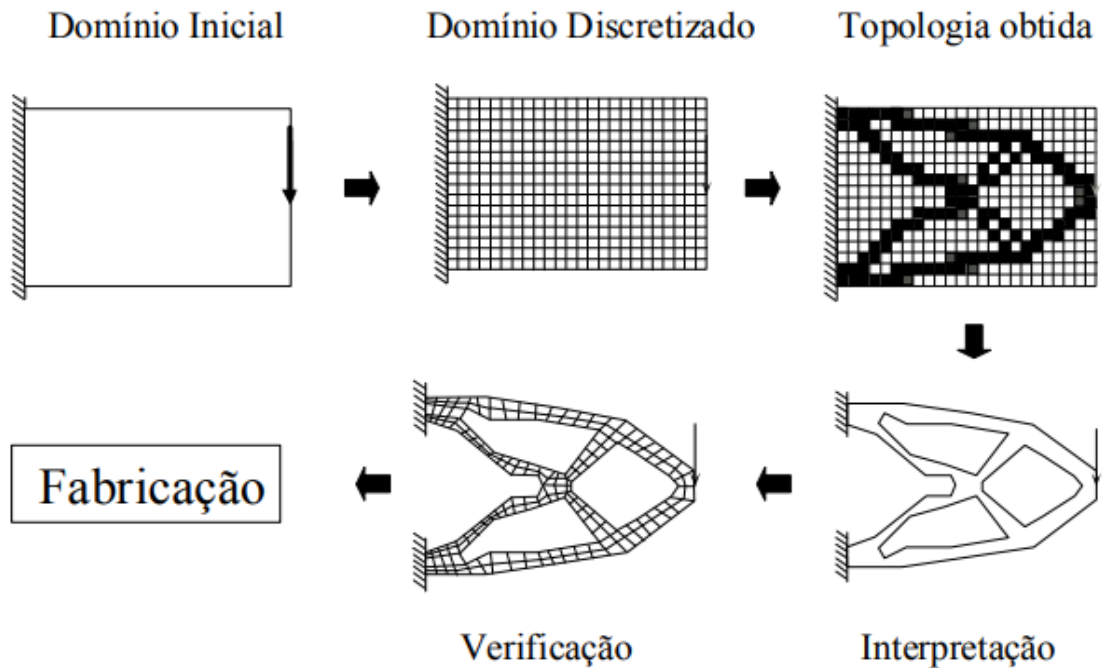 Domínio Inicial
Domínio Discretizado
Topologia obtida
Fabricação
Verificação
Interpretação